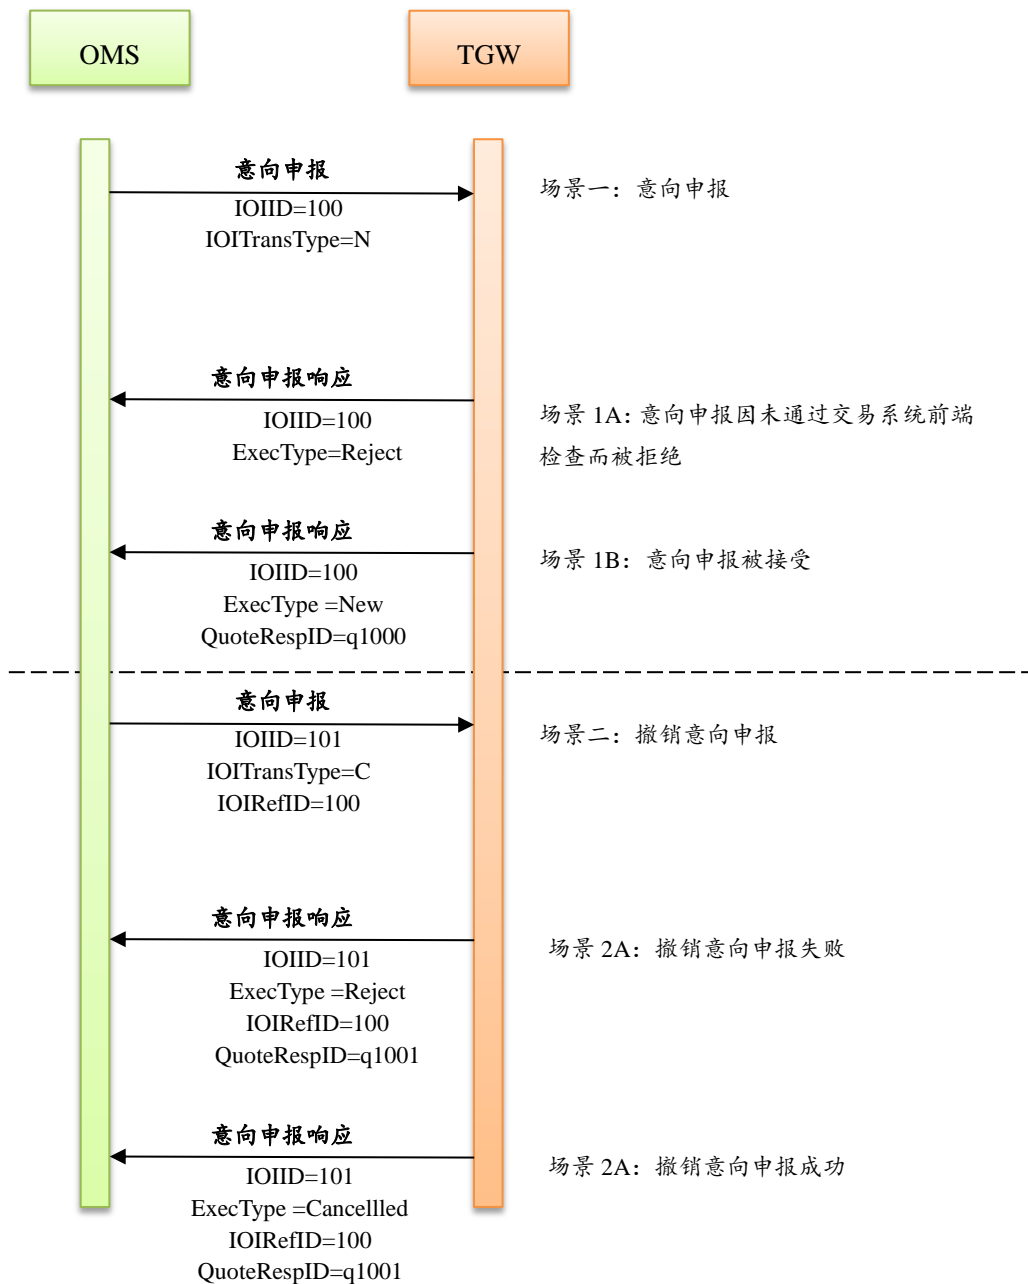 OMS
TGW
意向申报
IOIID=100
IOITransType=N
场景一：意向申报
意向申报响应
IOIID=100
ExecType=Reject
场景 1A：意向申报因未通过交易系统前端
检查而被拒绝
意向申报响应
IOIID=100
ExecType =New
QuoteRespID=q1000
场景 1B：意向申报被接受
意向申报
IOIID=101
IOITransType=C
IOIRefID=100
场景二：撤销意向申报
意向申报响应
IOIID=101
ExecType =Reject
IOIRefID=100
QuoteRespID=q1001
场景 2A：撤销意向申报失败
意向申报响应
IOIID=101
ExecType =Cancellled
IOIRefID=100
QuoteRespID=q1001
场景 2A：撤销意向申报成功